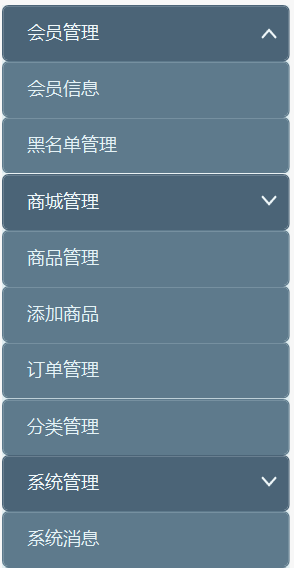 会员管理
会员信息
黑名单管理
商城管理
商品管理
添加商品
订单管理
分类管理
系统管理
系统消息